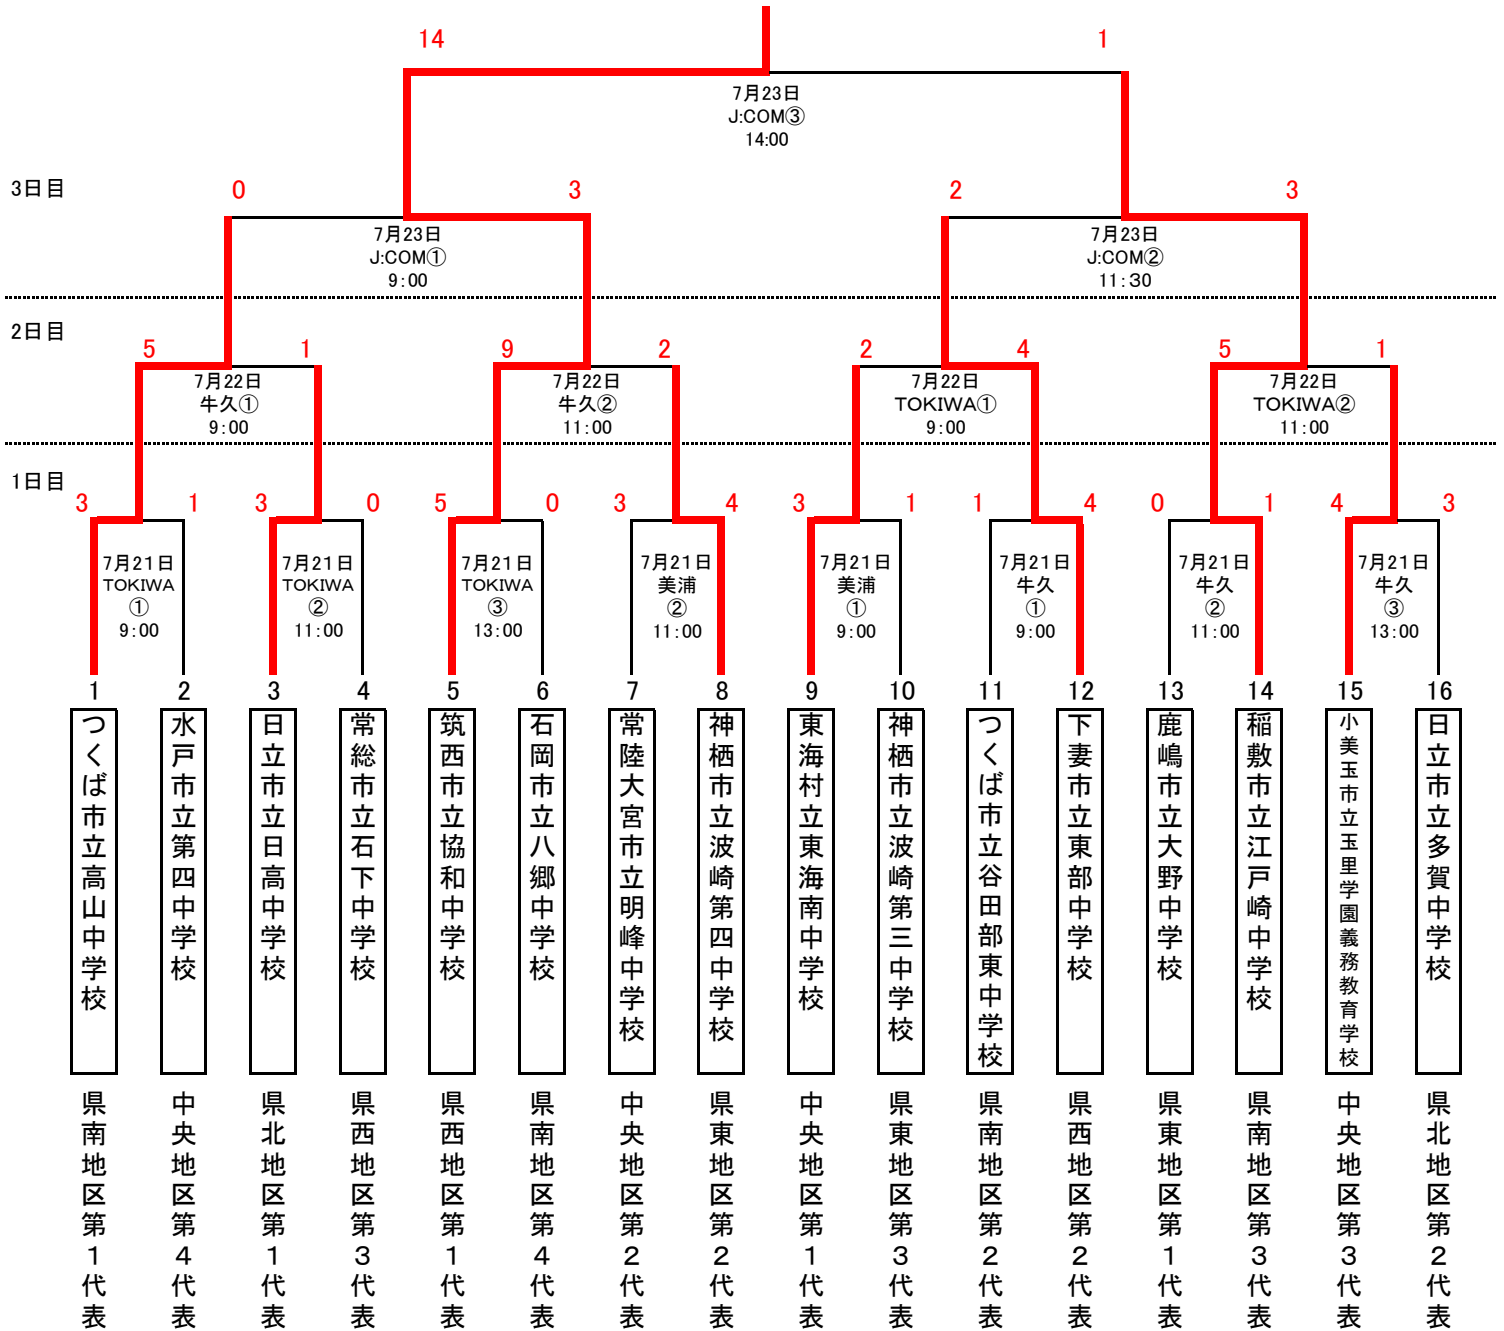 14
1
7月23日
J:COM③
14:00
3日目
0
3
2
3
7月23日
J:COM①
9:00
7月23日
J:COM②
11:30
2日目
5
1
9
2
2
4
5
1
7月22日
牛久①
9:00
7月22日
牛久②
11:00
7月22日
TOKIWA①
9:00
7月22日
TOKIWA②
11:00
1日目
3
1
3
0
5
0
3
4
3
1
1
4
0
1
4
3
7月21日
TOKIWA
①
9:00
7月21日
TOKIWA
②
11:00
7月21日
TOKIWA
③
13:00
7月21日
美浦
②
11:00
7月21日
美浦
①
9:00
7月21日
牛久
①
9:00
7月21日
牛久
②
11:00
7月21日
牛久
③
13:00
1
2
3
4
5
6
7
8
9
10
11
12
13
14
15
16
つくば市立高山中学校
水戸市立第四中学校
日立市立日高中学校
常総市立石下中学校
筑西市立協和中学校
石岡市立八郷中学校
常陸大宮市立明峰中学校
神栖市立波崎第四中学校
東海村立東海南中学校
神栖市立波崎第三中学校
つくば市立谷田部東中学校
下妻市立東部中学校
鹿嶋市立大野中学校
稲敷市立江戸崎中学校
小美玉市立玉里学園義務教育学校
日立市立多賀中学校
県南地区第1代表
中央地区第4代表
県北地区第1代表
県西地区第3代表
県西地区第1代表
県南地区第4代表
中央地区第2代表
県東地区第2代表
中央地区第1代表
県東地区第3代表
県南地区第2代表
県西地区第2代表
県東地区第1代表
県南地区第3代表
中央地区第3代表
県北地区第2代表